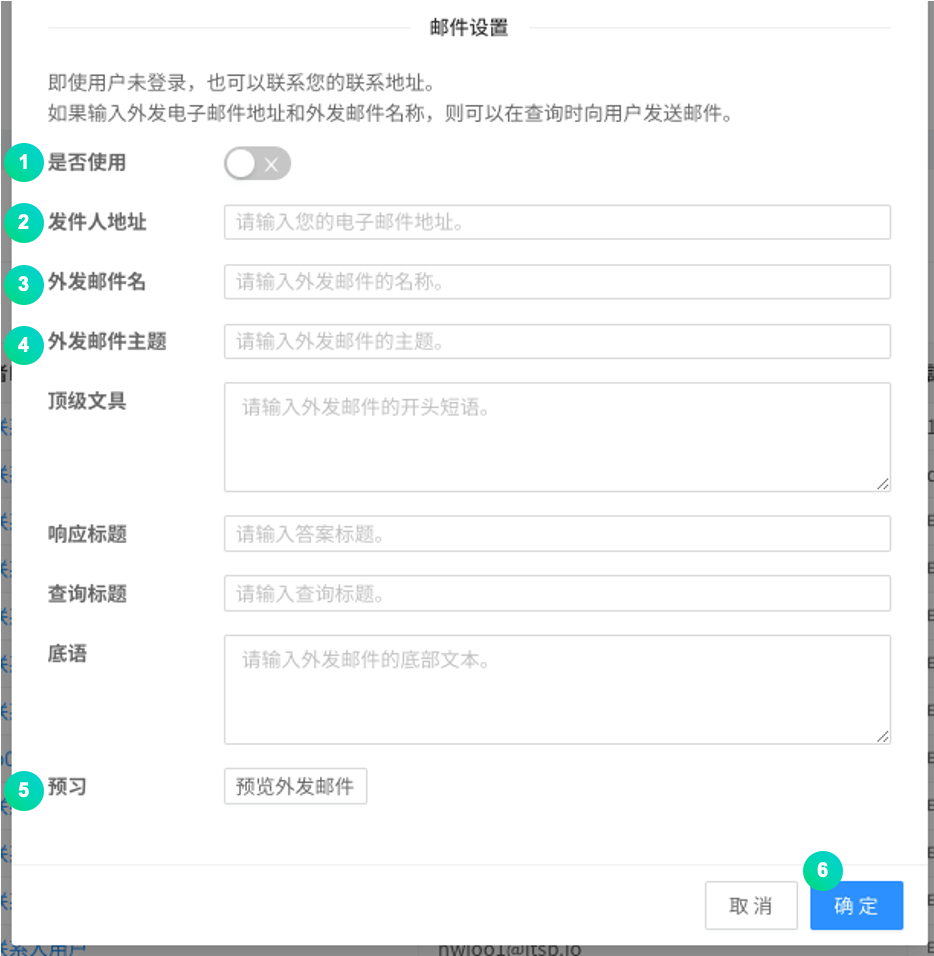 邮件设置
即使用户未登录，也可以联系您的联系地址。
如果输入外发电子邮件地址和外发邮件名称，则可以在查询时向用户发送邮件。
1 是否使用
2 发件人地址 请输入您的电子邮件地址。
3 外发邮件名 请输入外发邮件的名称。
4 外发邮件主题 请输入外发邮件的主题。
顶级文具 请输入外发邮件的开头短语。
响应标题 请输入答案标题。
查询标题 请输入查询标题。
底语 请输入外发邮件的底部文本。
5 预习 预览外发邮件
6
取消 确定